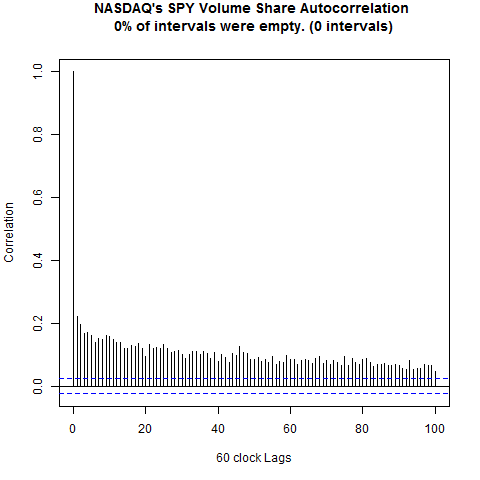 NASDAQ's SPY Volume Share Autocorrelation
0% of intervals were empty. (0 intervals)
1.0
0.8
0.6
0.4
0.2
0.0
Correlation
0 20 40 60 80 100
60 clock Lags